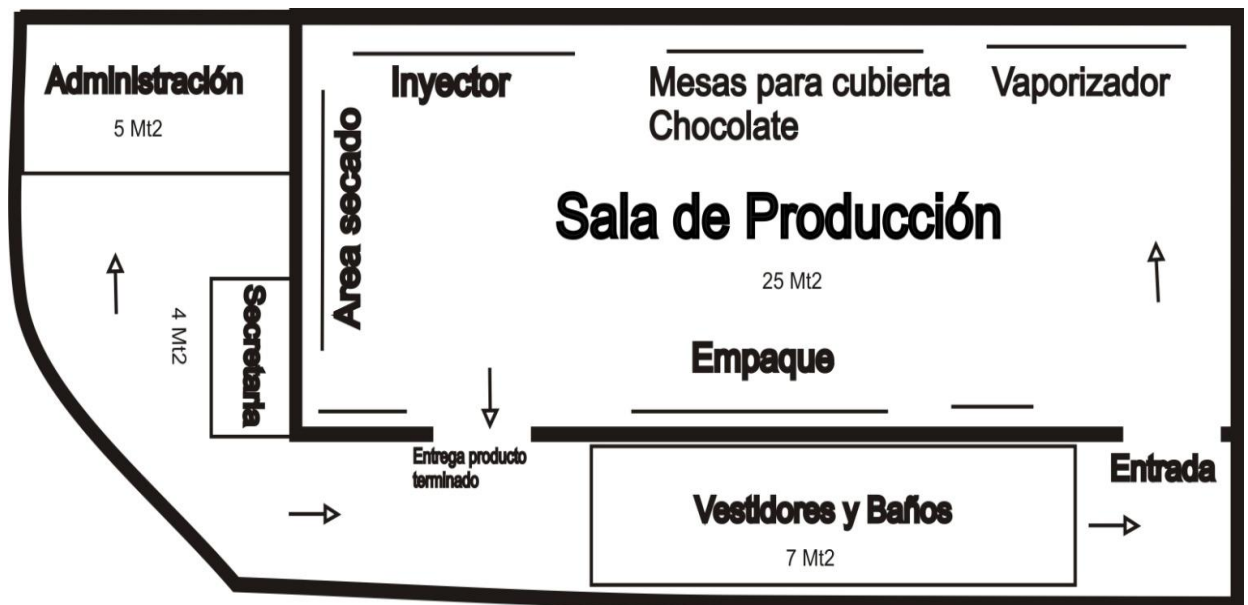 Administración
5 Mt2
Inyector
Mesas para cubierta
Chocolate
Vaporizador
Area secado
Sala de Producción
25 Mt2
Secretaria
4 Mt2
Empaque
Entrega producto
terminado
Entrada
Vestidores y Baños
7 Mt2